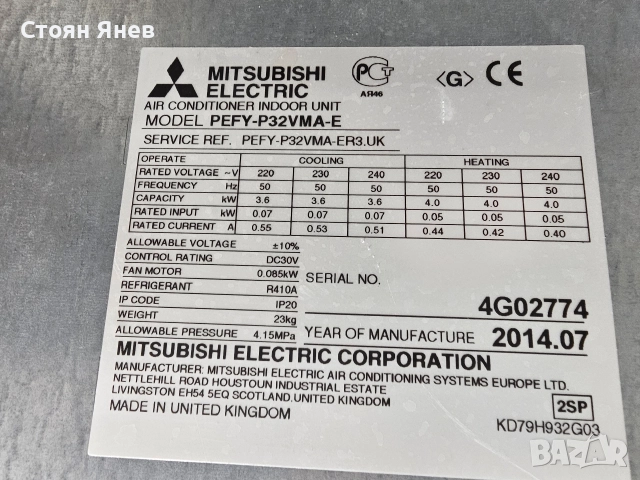 Стоян Янев
MITSUBISHI
ELECTRIC
РСТ
АЯ46
<G> CE
AIR CONDITIONER INDOOR UNIT
MODEL PEFY-P32VMA-E
SERVICE REF. PEFY-P32VMA-ER3.UK
OPERATE COOLING HEATING
RATED VOLTAGE ~V 220 230 240 220 230 240
FREQUENCY Hz 50 50 50 50 50 50
CAPACITY kW 3.6 3.6 3.6 4.0 4.0 4.0
RATED INPUT kW 0.07 0.07 0.07 0.05 0.05 0.05
RATED CURRENT A 0.55 0.53 0.51 0.44 0.42 0.40
ALLOWABLE VOLTAGE ±10%
CONTROL RATING DC30V
FAN MOTOR 0.085kW
REFRIGERANT R410A
IP CODE IP20
WEIGHT 23kg
ALLOWABLE PRESSURE 4.15MPa
SERIAL NO.
4G02774
YEAR OF MANUFACTURE 2014.07
MITSUBISHI ELECTRIC CORPORATION
MANUFACTURER: MITSUBISHI ELECTRIC AIR CONDITIONING SYSTEMS EUROPE LTD.
NETTLEHILL ROAD HOUSTOUN INDUSTRIAL ESTATE
LIVINGSTON EH54 5EQ SCOTLAND.UNITED KINGDOM
MADE IN UNITED KINGDOM
2SP
KD79H932G03
BAZAR